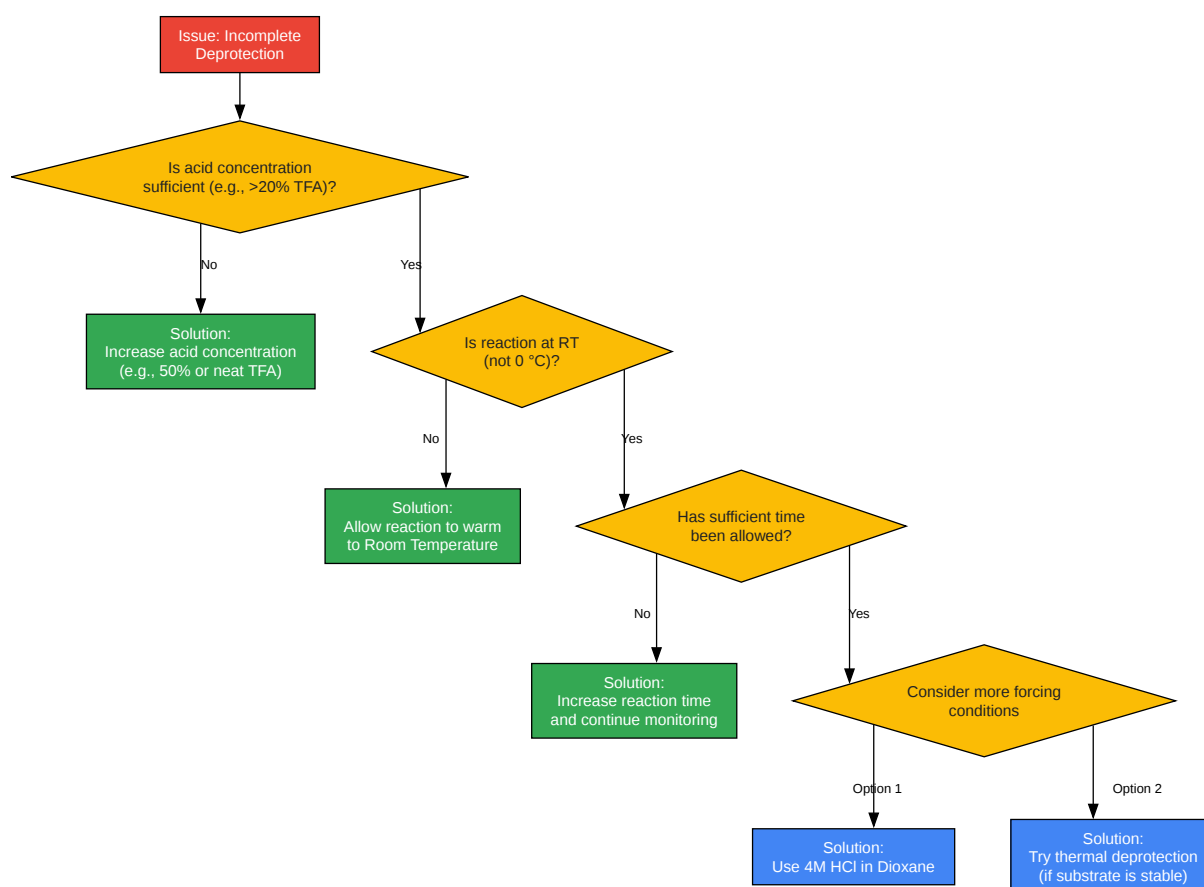 Issue: Incomplete
Deprotection
Is acid concentration
sufficient (e.g., >20% TFA)?
No
Yes
Solution:
Increase acid concentration
(e.g., 50% or neat TFA)
Is reaction at RT
(not 0 °C)?
No
Yes
Solution:
Allow reaction to warm
to Room Temperature
Has sufficient time
been allowed?
No
Yes
Solution:
Increase reaction time
and continue monitoring
Consider more forcing
conditions
Option 1
Option 2
Solution:
Use 4M HCl in Dioxane
Solution:
Try thermal deprotection
(if substrate is stable)